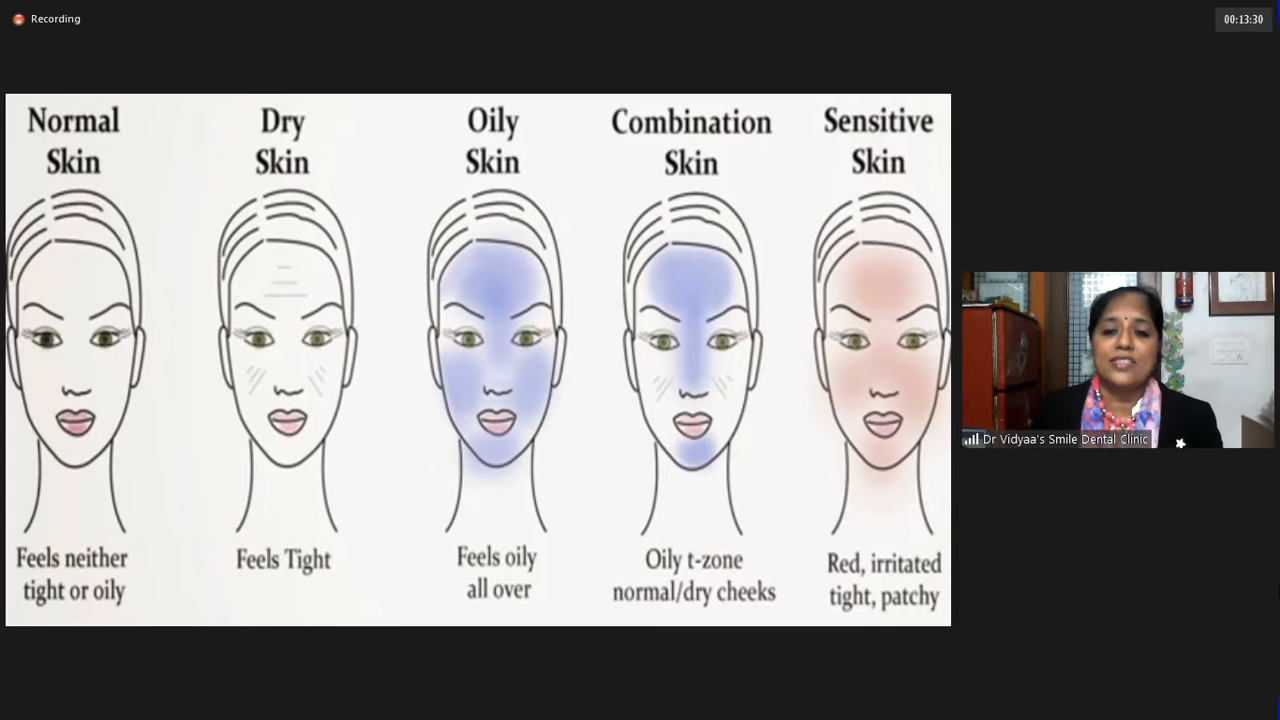 Recording
00:13:30
Normal
Skin
Dry
Skin
Oily
Skin
Combination
Skin
Sensitive
Skin
Feels neither
tight or oily
Feels Tight
Feels oily
all over
Oily t-zone
normal/dry cheeks
Red, irritated
tight, patchy
Dr Vidyaa's Smile Dental Clinic